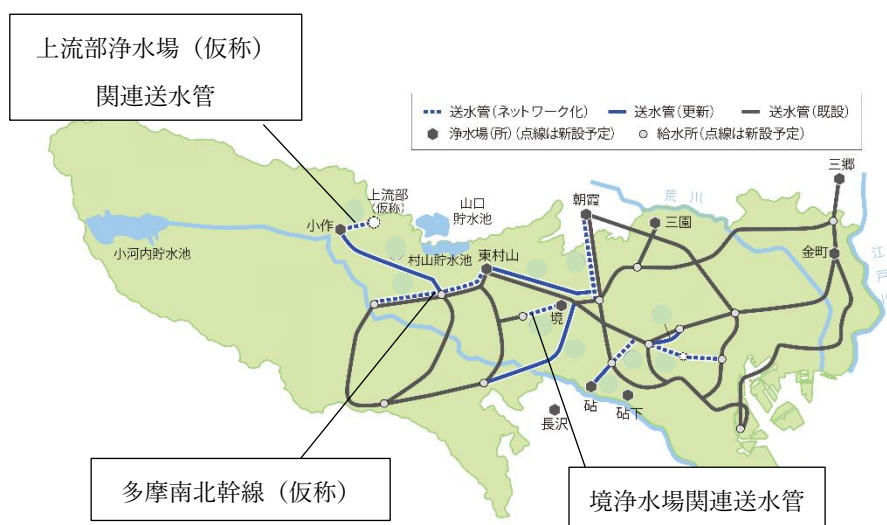 上流部浄水場（仮称）
関連送水管
送水管（ネットワーク化）
送水管（更新）
送水管（既設）
浄水場（所）（点線は新設予定）
給水所（点線は新設予定）
三郷
荒川
朝霞
三園
上流部
（仮称）
山口
貯水池
小作
小河内貯水池
村山貯水池
東村山
金町
江戸川
境
砧
砧下
長沢
多摩南北幹線（仮称）
境浄水場関連送水管